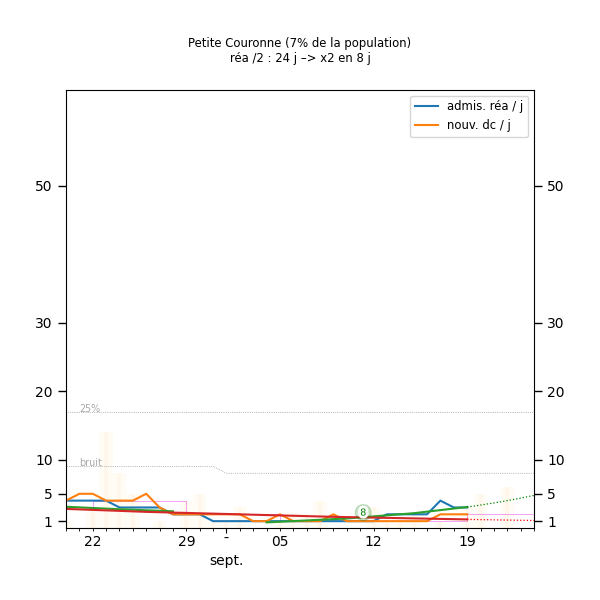 Petite Couronne (7% de la population)
réa /2 : 24 j –> x2 en 8 j
admis. réa / j
nouv. dc / j
50 50
30 30
20 20
25%
10 10
bruit
5 5
8
1 1
22 29 - 05 12 19
sept.